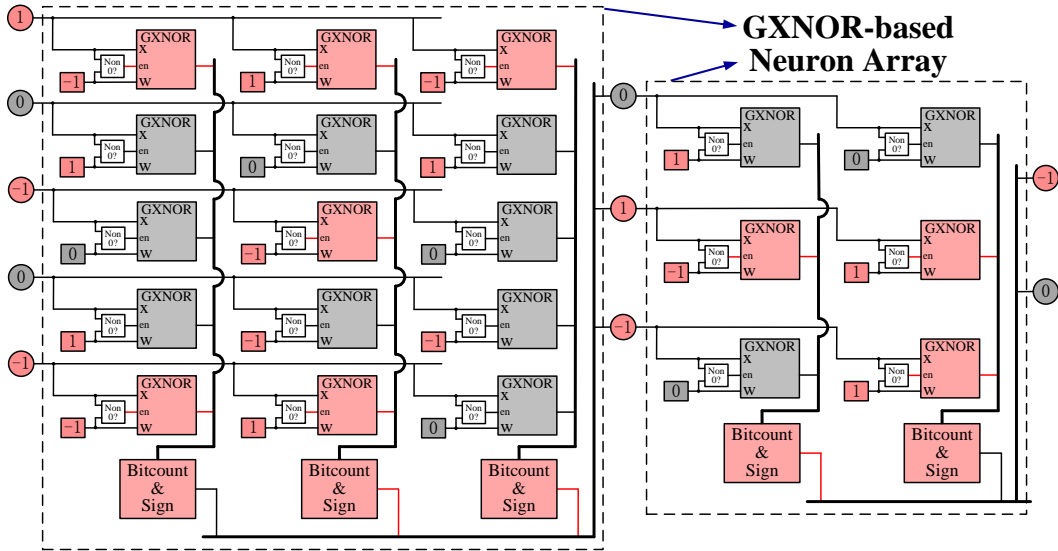 GXNOR-based
Neuron Array
1
GXNOR
X
Non
0?
en
W
−1
GXNOR
X
Non
0?
en
W
1
GXNOR
X
Non
0?
en
W
−1
0
GXNOR
X
Non
0?
en
W
1
GXNOR
X
Non
0?
en
W
0
GXNOR
X
Non
0?
en
W
1
−1
GXNOR
X
Non
0?
en
W
0
GXNOR
X
Non
0?
en
W
−1
GXNOR
X
Non
0?
en
W
0
0
GXNOR
X
Non
0?
en
W
1
GXNOR
X
Non
0?
en
W
−1
GXNOR
X
Non
0?
en
W
−1
−1
GXNOR
X
Non
0?
en
W
−1
GXNOR
X
Non
0?
en
W
1
GXNOR
X
Non
0?
en
W
0
Bitcount
&
Sign
Bitcount
&
Sign
Bitcount
&
Sign
0
GXNOR
X
Non
0?
en
W
1
GXNOR
X
Non
0?
en
W
0
1
GXNOR
X
Non
0?
en
W
−1
GXNOR
X
Non
0?
en
W
1
−1
GXNOR
X
Non
0?
en
W
0
GXNOR
X
Non
0?
en
W
1
Bitcount
&
Sign
Bitcount
&
Sign
−1
0